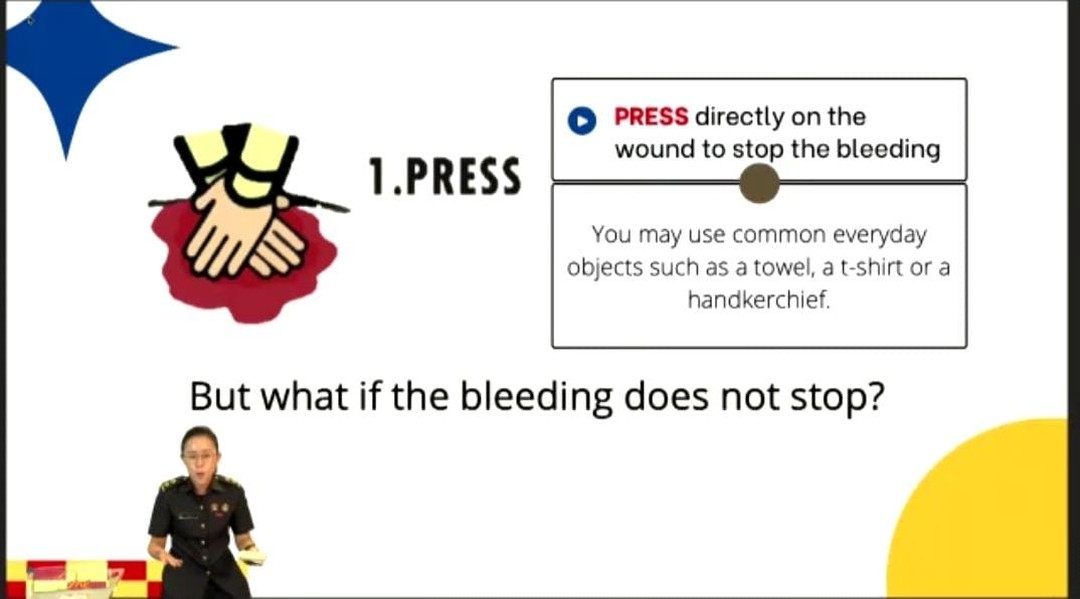 1.PRESS
PRESS directly on the
wound to stop the bleeding
You may use common everyday
objects such as a towel, a t-shirt or a
handkerchief.
But what if the bleeding does not stop?